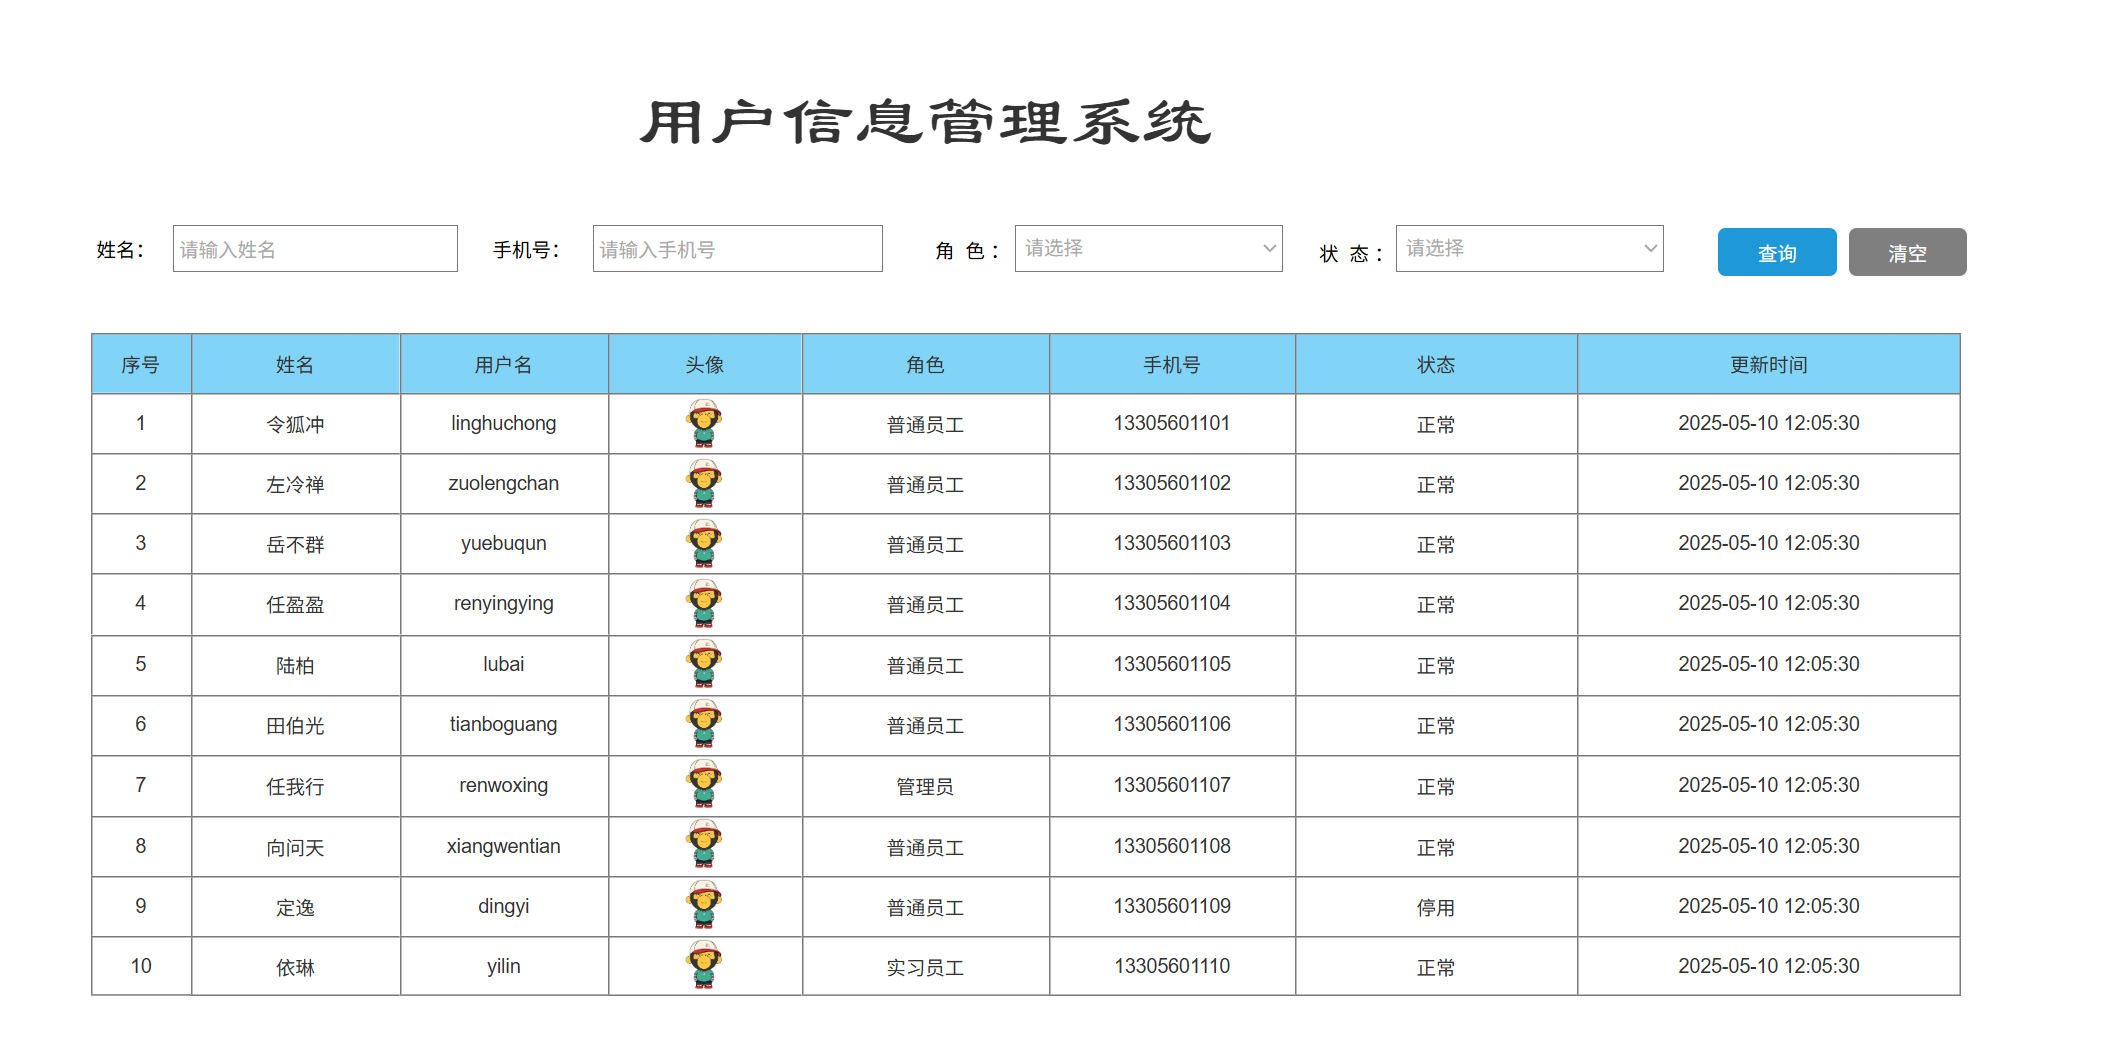 用户信息管理系统
姓名： 请输入姓名 手机号： 请输入手机号 角 色 ： 请选择 状 态 ： 请选择 查询 清空
序号 姓名 用户名 头像 角色 手机号 状态 更新时间
1 令狐冲 linghuchong 普通员工 13305601101 正常 2025-05-10 12:05:30
2 左冷禅 zuolengchan 普通员工 13305601102 正常 2025-05-10 12:05:30
3 岳不群 yuebuqun 普通员工 13305601103 正常 2025-05-10 12:05:30
4 任盈盈 renyingying 普通员工 13305601104 正常 2025-05-10 12:05:30
5 陆柏 lubai 普通员工 13305601105 正常 2025-05-10 12:05:30
6 田伯光 tianboguang 普通员工 13305601106 正常 2025-05-10 12:05:30
7 任我行 renwoxing 管理员 13305601107 正常 2025-05-10 12:05:30
8 向问天 xiangwentian 普通员工 13305601108 正常 2025-05-10 12:05:30
9 定逸 dingyi 普通员工 13305601109 停用 2025-05-10 12:05:30
10 依琳 yilin 实习员工 13305601110 正常 2025-05-10 12:05:30